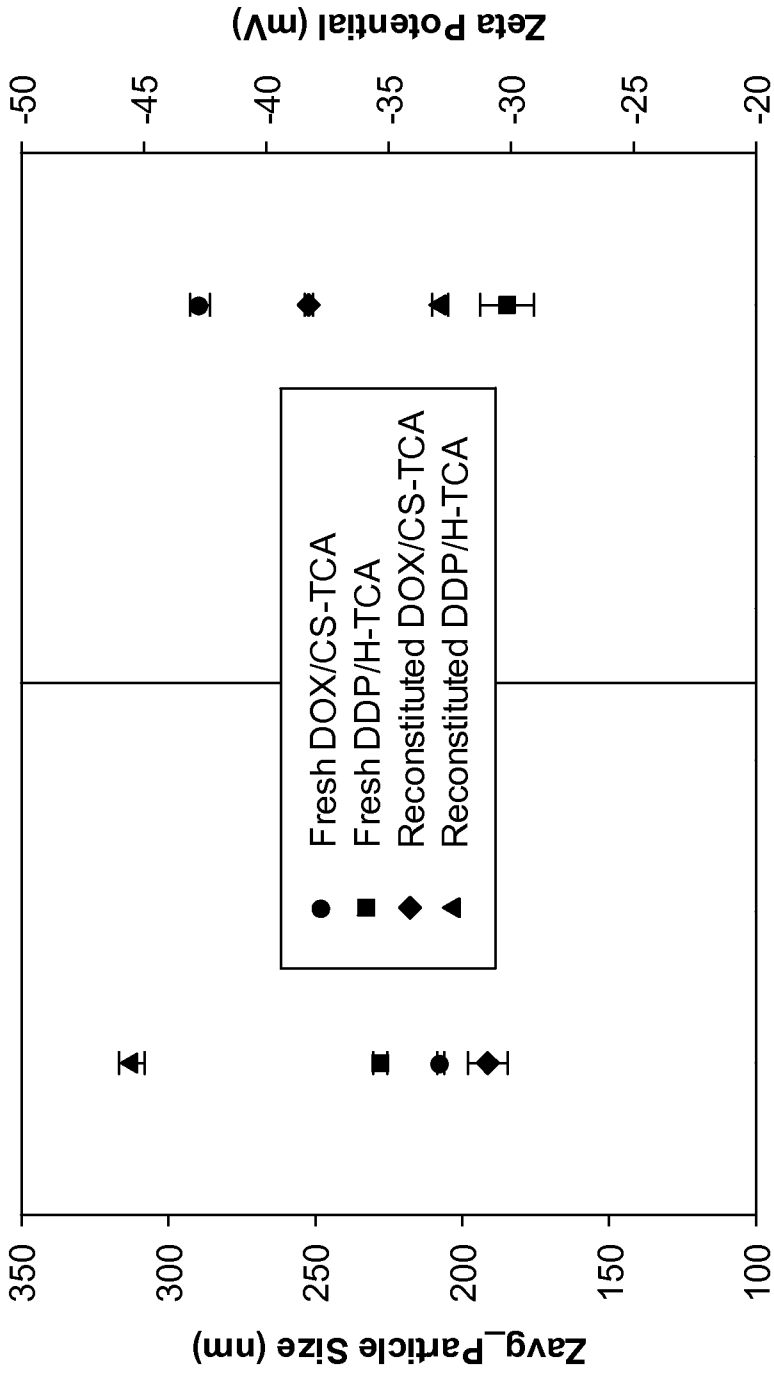 Zavg_Particle Size (nm)
350
300
250
200
150
100
Fresh DOX/CS-TCA
Fresh DDP/H-TCA
Reconstituted DOX/CS-TCA
Reconstituted DDP/H-TCA
-50
-45
-40
-35
-30
-25
-20
Zeta Potential (mV)